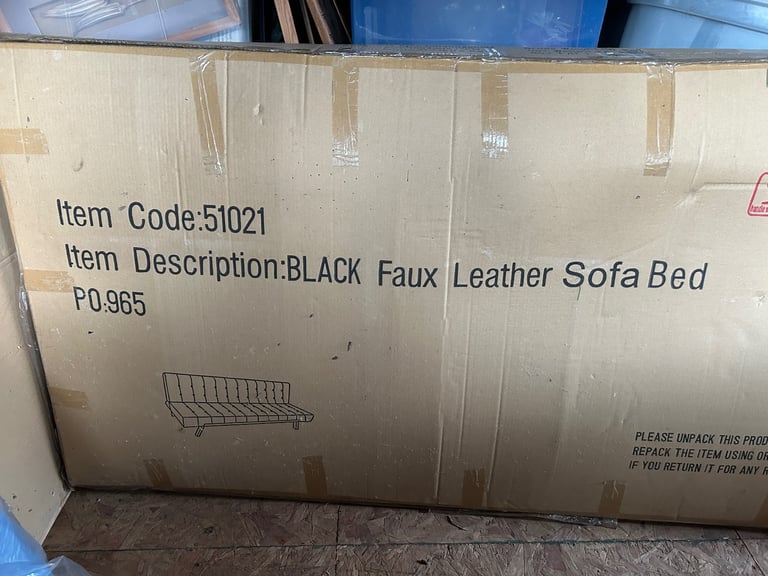 Item Code:51021
Item Description:BLACK Faux Leather Sofa Bed
PO:965
PLEASE UNPACK THIS PROD
REPACK THE ITEM USING OR
IF YOU RETURN IT FOR ANY R